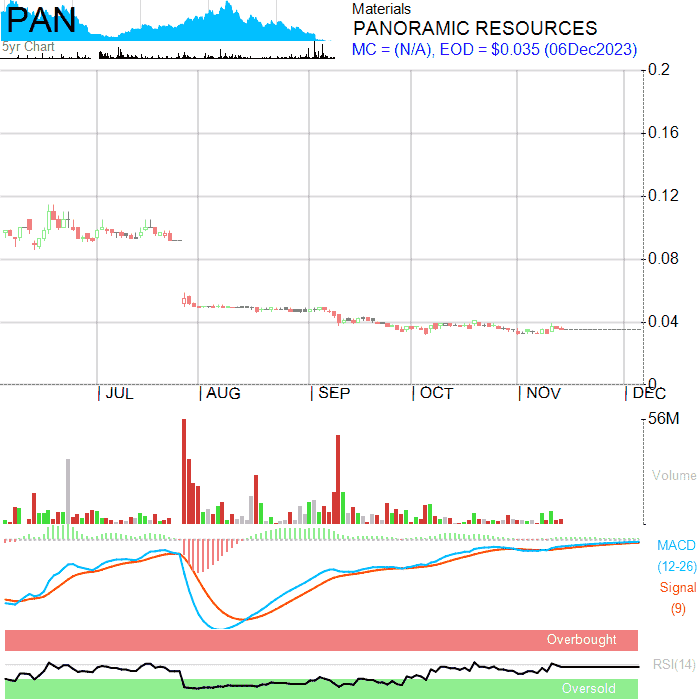 PAN
5yr Chart
Materials
PANORAMIC RESOURCES
MC = (N/A), EOD = $0.035 (06Dec2023)
0.2
0.16
0.12
0.08
0.04
0
JUL AUG SEP OCT NOV DEC
56M
Volume
MACD
(12-26)
Signal
(9)
Overbought
RSI(14)
Oversold